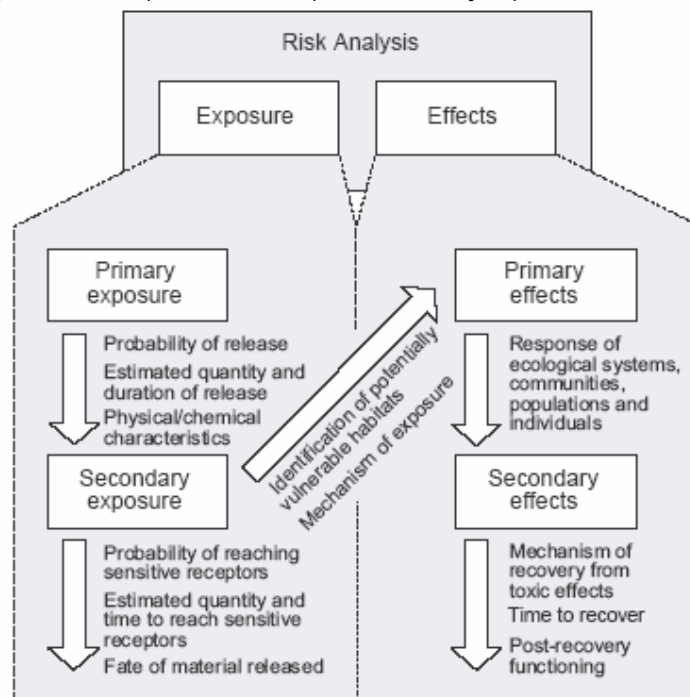 Risk Analysis
Exposure
Effects
Primary
exposure
Probability of release
Estimated quantity and
duration of release
Physical/chemical
characteristics
Secondary
exposure
Probability of reaching
sensitive receptors
Estimated quantity and
time to reach sensitive
receptors
Fate of material released
Identification of potentially
vulnerable habitats
Mechanism of exposure
Primary
effects
Response of
ecological systems,
communities,
populations and
individuals
Secondary
effects
Mechanism of
recovery from
toxic effects
Time to recover
Post-recovery
functioning